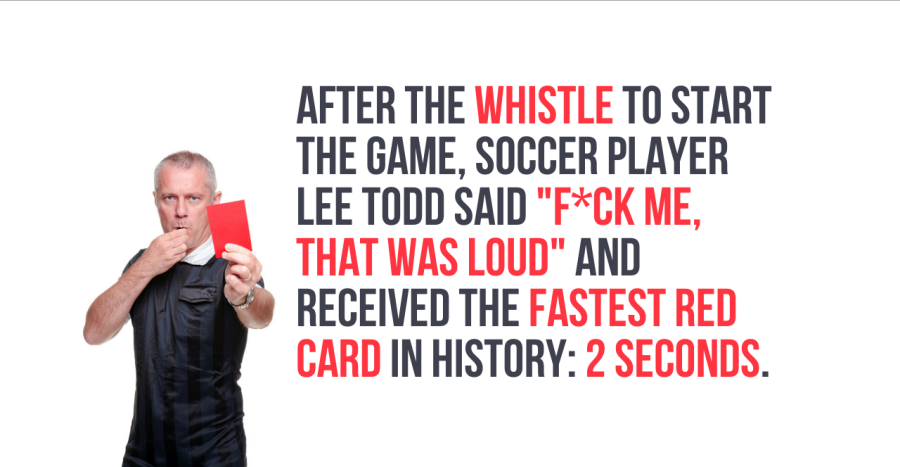 AFTER THE WHISTLE TO START
THE GAME, SOCCER PLAYER
LEE TODD SAID "F*CK ME,
THAT WAS LOUD" AND
RECEIVED THE FASTEST RED
CARD IN HISTORY: 2 SECONDS.